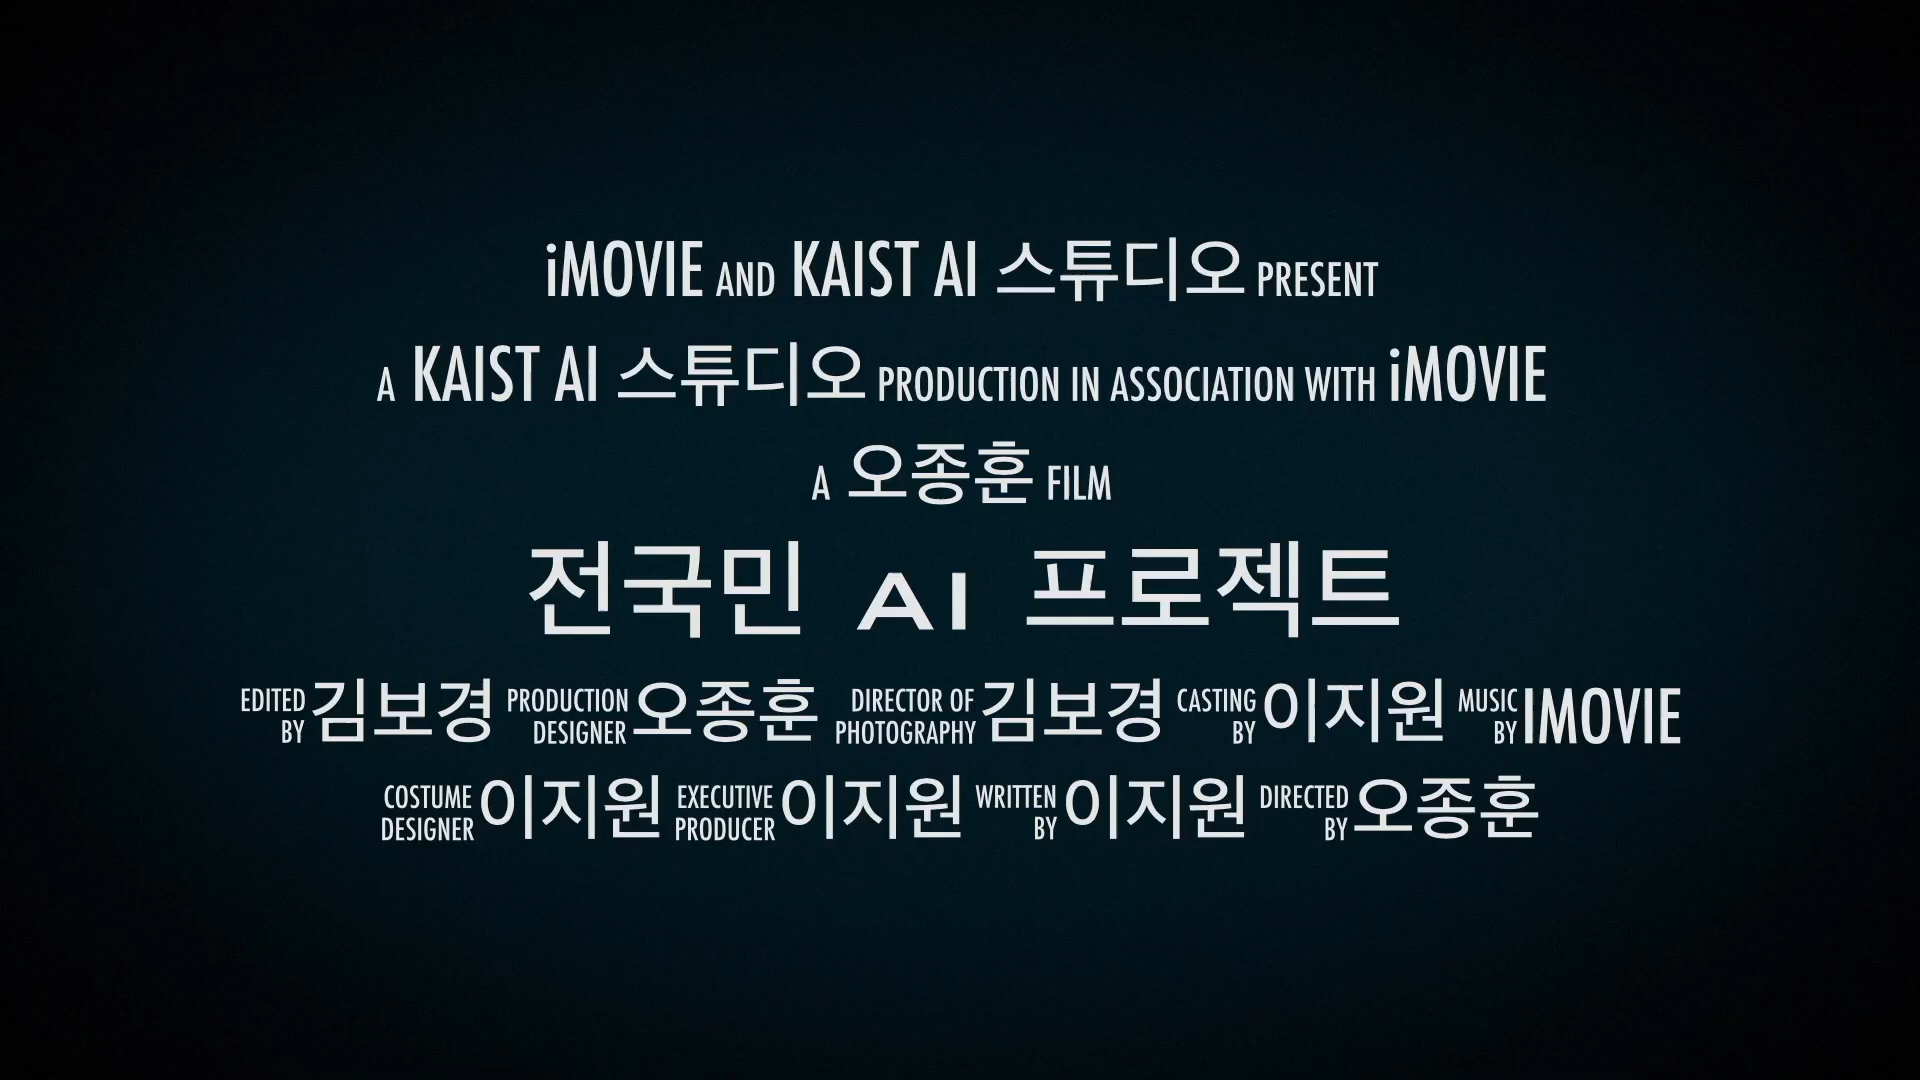 iMOVIE AND KAIST AI 스튜디오 PRESENT
A KAIST AI 스튜디오 PRODUCTION IN ASSOCIATION WITH iMOVIE
A 오종훈 FILM
전국민 AI 프로젝트
EDITED BY 김보경 PRODUCTION DESIGNER 오종훈 DIRECTOR OF PHOTOGRAPHY 김보경 CASTING BY 이지원 MUSIC BY IMOVIE
COSTUME DESIGNER 이지원 EXECUTIVE PRODUCER 이지원 WRITTEN BY 이지원 DIRECTED BY 오종훈